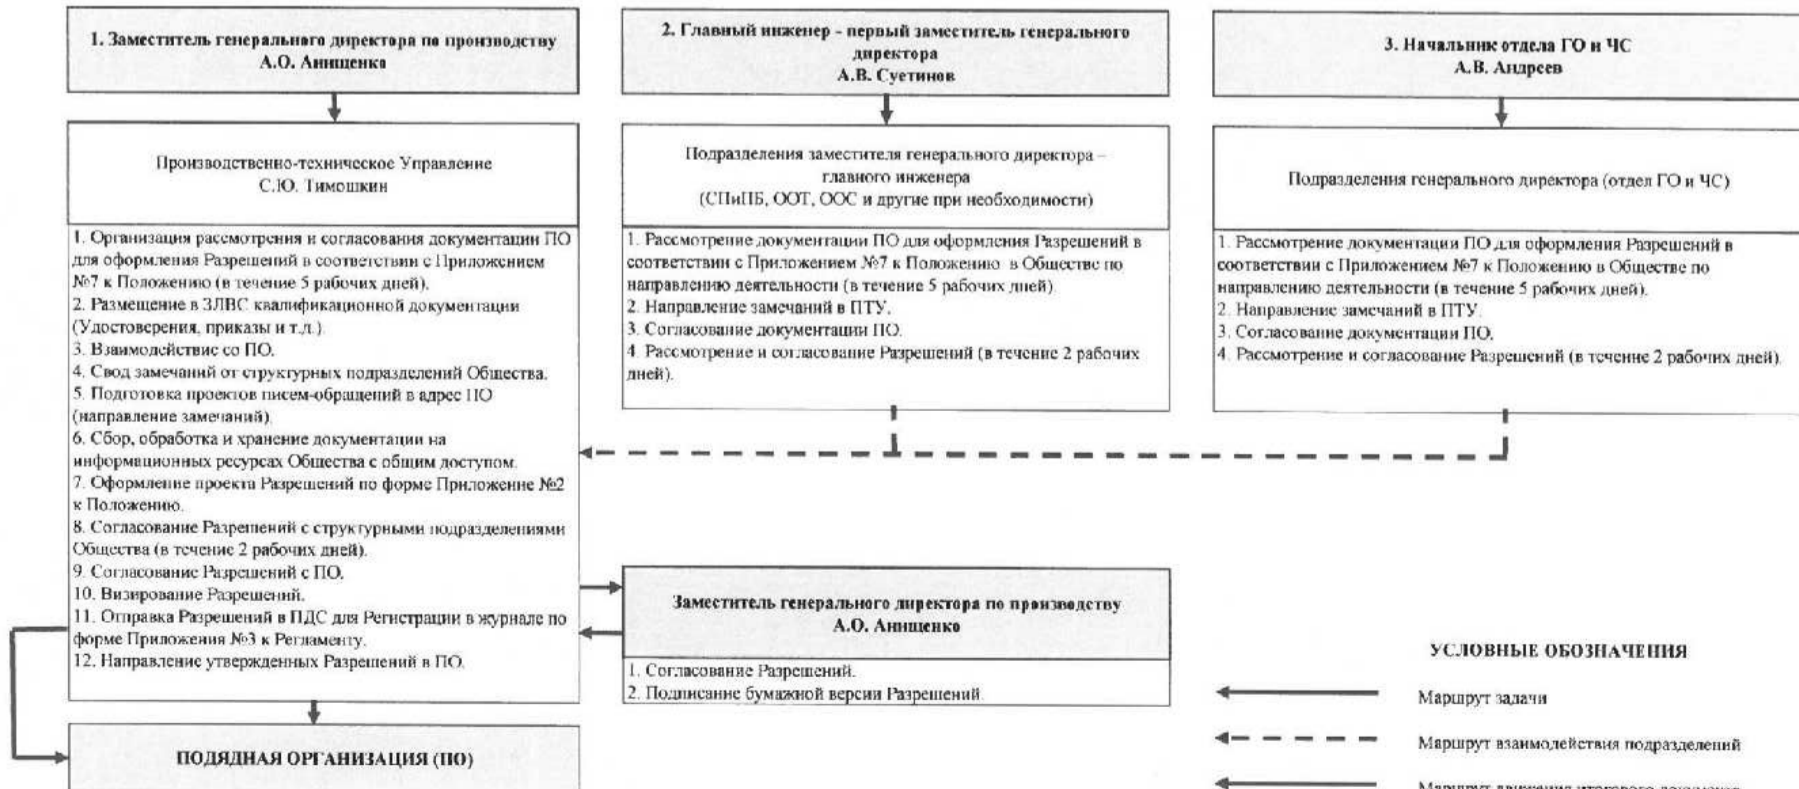 1. Заместитель генерального директора по производству
А.О. Анищенко
2. Главный инженер - первый заместитель генерального
директора
А.В. Суетинов
3. Начальник отдела ГО и ЧС
А.В. Андреев
Производственно-техническое Управление
С.Ю. Тимошкин
Подразделения заместителя генерального директора –
главного инженера
(СПиПБ, ООТ, ООС и другие при необходимости)
Подразделения генерального директора (отдел ГО и ЧС)
1. Организация рассмотрения и согласования документации ПО
для оформления Разрешений в соответствии с Приложением
№7 к Положению (в течение 5 рабочих дней).
2. Размещение в ЗЛВС квалификационной документации
(Удостоверения, приказы и т.д.).
3. Взаимодействие со ПО.
4. Свод замечаний от структурных подразделений Общества.
5. Подготовка проектов писем-обращений в адрес ПО
(направление замечаний).
6. Сбор, обработка и хранение документации на
информационных ресурсах Общества с общим доступом.
7. Оформление проекта Разрешений по форме Приложение №2
к Положению.
8. Согласование Разрешений с структурными подразделениями
Общества (в течение 2 рабочих дней).
9. Согласование Разрешений с ПО.
10. Визирование Разрешений.
11. Отправка Разрешений в ПДС для Регистрации в журнале по
форме Приложения №3 к Регламенту.
12. Направление утвержденных Разрешений в ПО.
1. Рассмотрение документации ПО для оформления Разрешений в
соответствии с Приложением №7 к Положению в Обществе по
направлению деятельности (в течение 5 рабочих дней).
2. Направление замечаний в ПТУ.
3. Согласование документации ПО.
4. Рассмотрение и согласование Разрешений (в течение 2 рабочих
дней).
1. Рассмотрение документации ПО для оформления Разрешений в
соответствии с Приложением №7 к Положению в Обществе по
направлению деятельности (в течение 5 рабочих дней).
2. Направление замечаний в ПТУ.
3. Согласование документации ПО.
4. Рассмотрение и согласование Разрешений (в течение 2 рабочих дней).
Заместитель генерального директора по производству
А.О. Анищенко
1. Согласование Разрешений.
2. Подписание бумажной версии Разрешений.
ПОДЯДНАЯ ОРГАНИЗАЦИЯ (ПО)
УСЛОВНЫЕ ОБОЗНАЧЕНИЯ
Маршрут задачи
Маршрут взаимодействия подразделений
Маршрут движения итогового